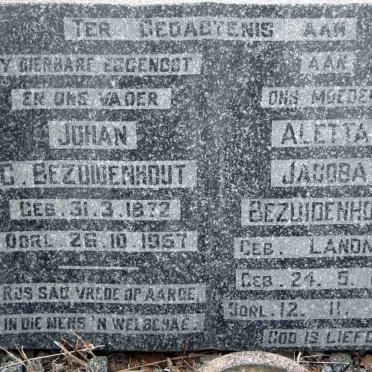 TER GEDAGTENIS AAN
MY DIERBARE EGGENOOT
EN ONS VADER
JOHAN
C. BEZUIDENHOUT
GEB. 31.3.1872
OORL. 26.10.1957
RUS SAG VREDE OP AARDE
IN DIE MENS 'N WELBEHAE
AAN
ONS MOEDER
ALETTA
JACOBA
BEZUIDENHO
GEB. LANDM
GEB. 24.5.
OORL. 12. 11.
GOD IS LIEFD